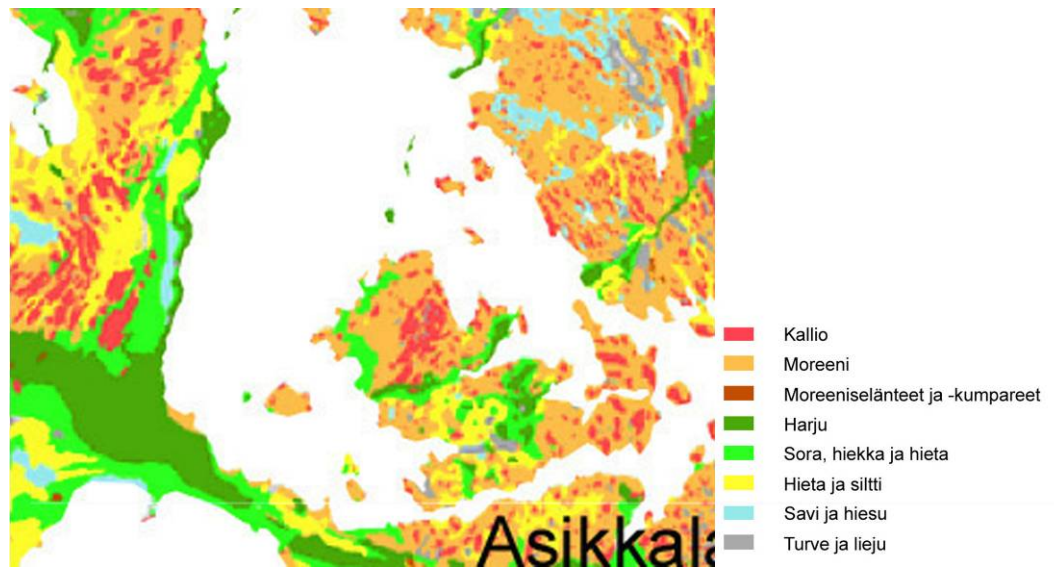 Kallio
Moreeni
Moreeniselänteet ja -kumpareet
Harju
Sora, hiekka ja hieta
Hieta ja siltti
Savi ja hiesu
Turve ja lieju
Asikkala